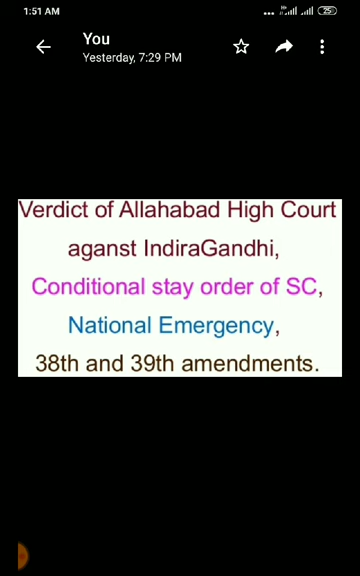 1:51 AM
25
You
Yesterday, 7:29 PM
Verdict of Allahabad High Court
aganst IndiraGandhi,
Conditional stay order of SC,
National Emergency,
38th and 39th amendments.